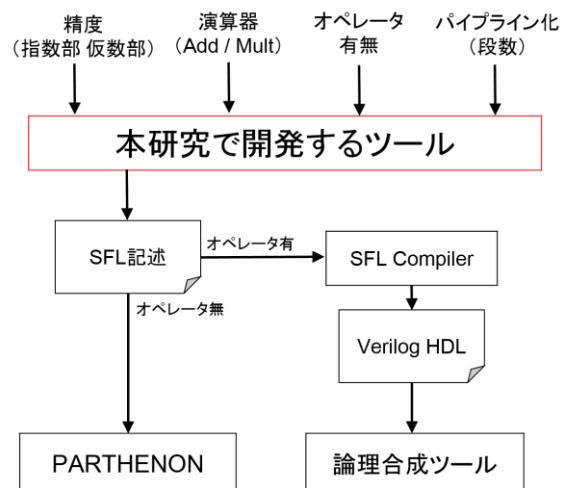 精度
(指数部 仮数部)
演算器
(Add / Mult)
オペレータ
有無
パイプライン化
(段数)
本研究で開発するツール
SFL記述
オペレータ有
SFL Compiler
オペレータ無
Verilog HDL
PARTHENON
論理合成ツール